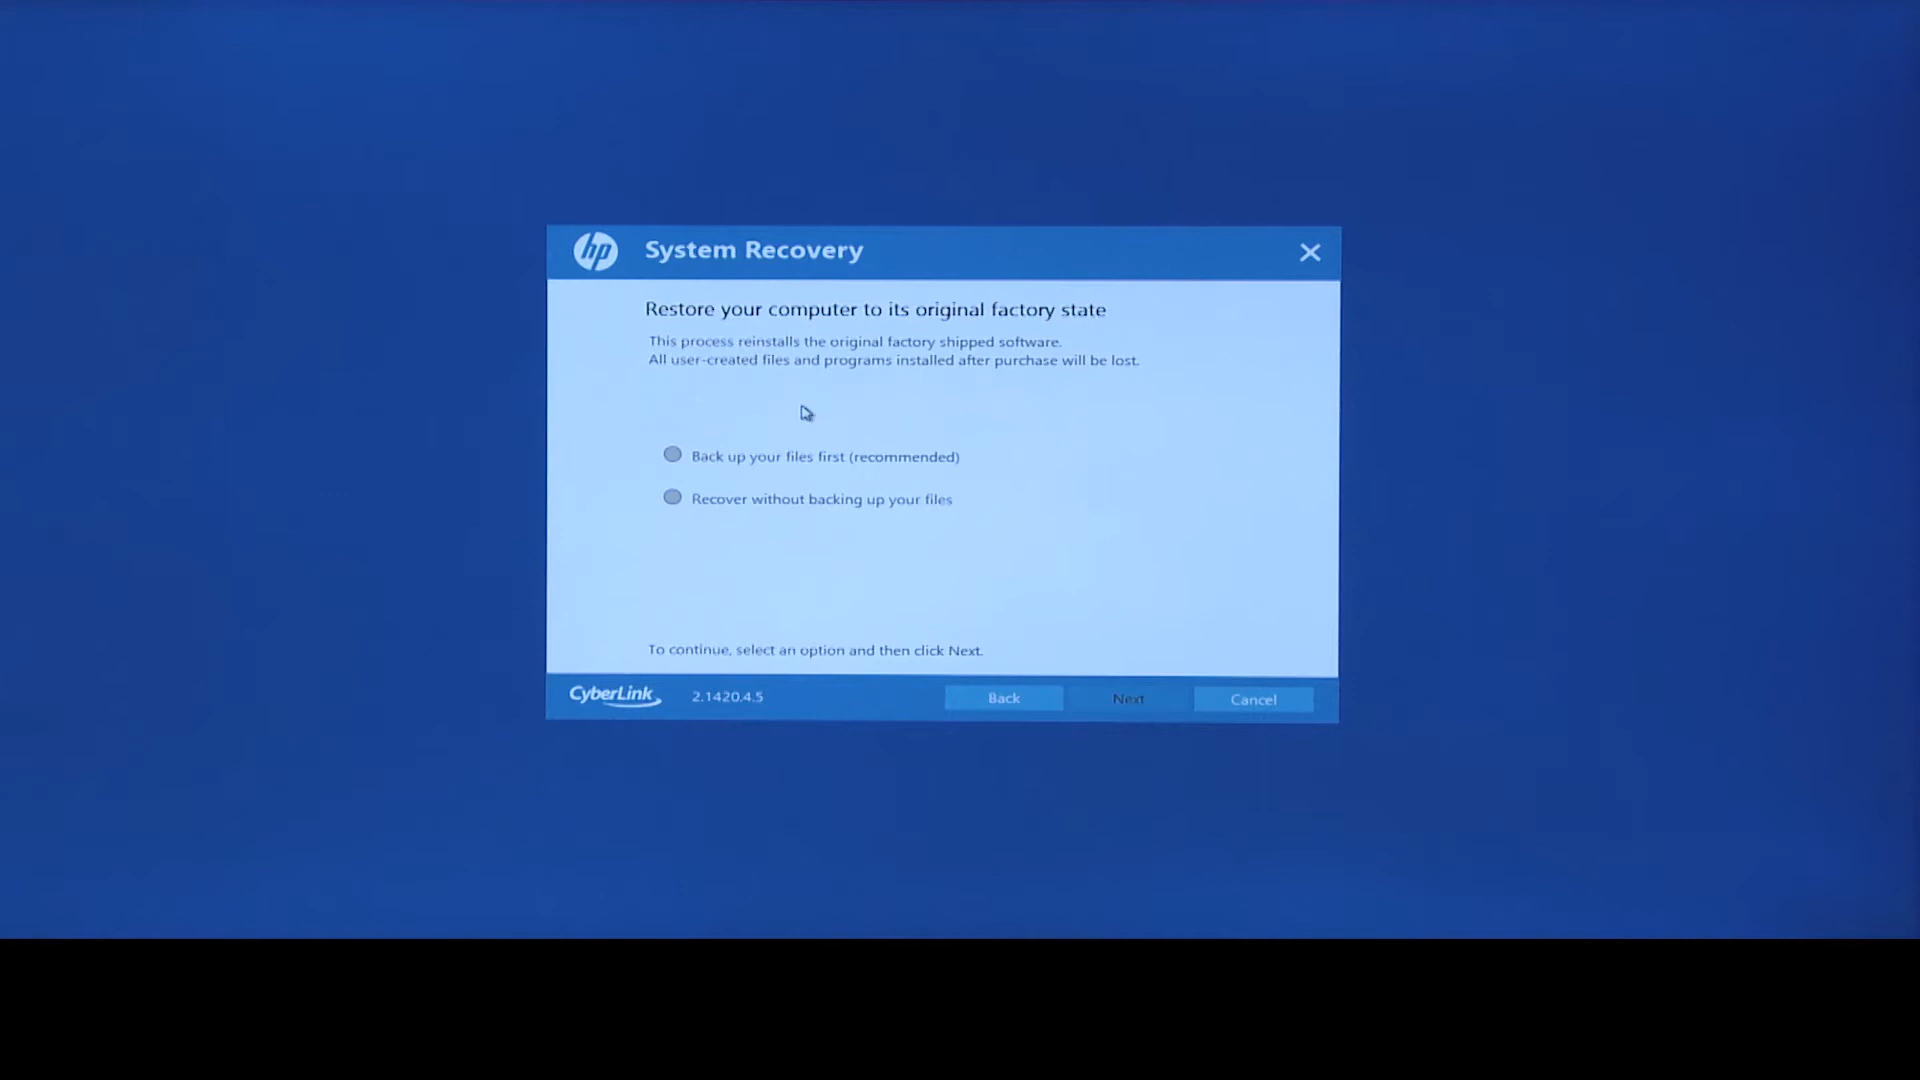 hp
System Recovery
Restore your computer to its original factory state
This process reinstalls the original factory shipped software.
All user-created files and programs installed after purchase will be lost.
Back up your files first (recommended)
Recover without backing up your files
To continue, select an option and then click Next.
CyberLink 2.1420.4.5 Back Next Cancel